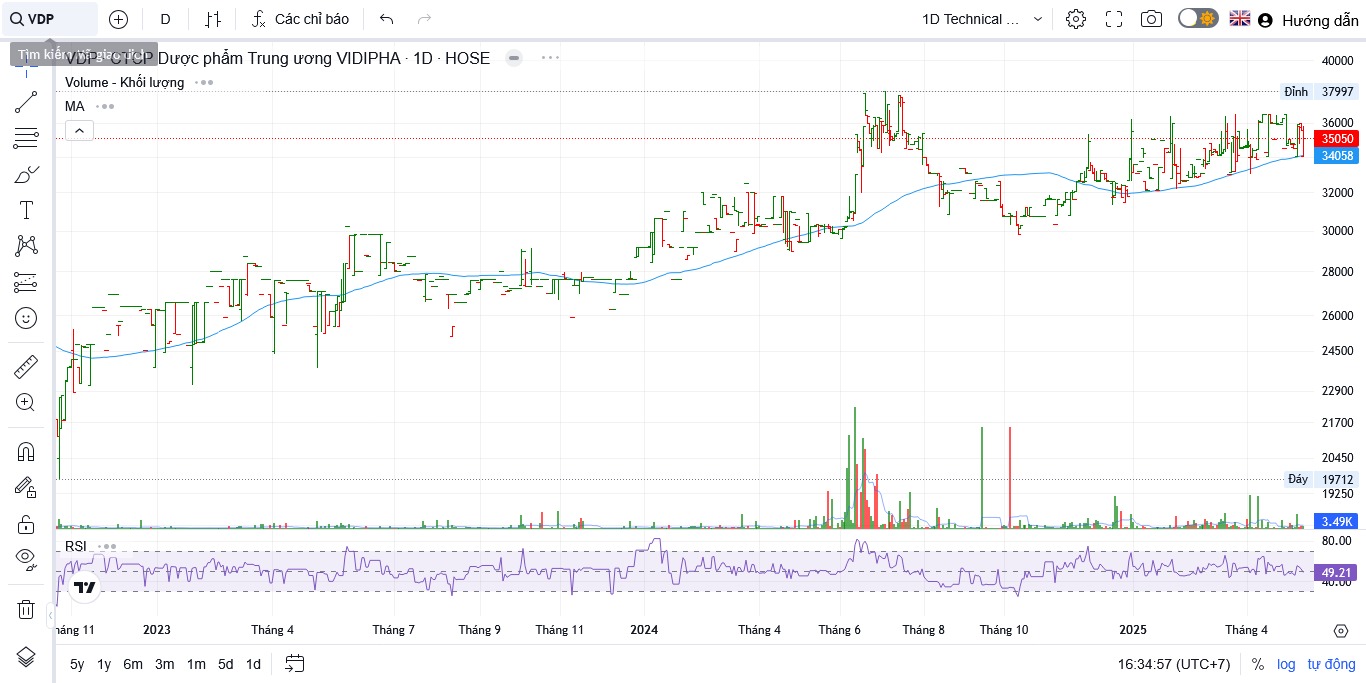 VDP
D
Các chỉ báo
1D Technical ...
Hướng dẫn
Tìm kiếm mã giao dịch
VDP · CTCP Dược phẩm Trung ương VIDIPHA · 1D · HOSE
Volume - Khối lượng
MA
40000
Đỉnh 37997
36000
35050
34058
32000
30000
28000
26000
24500
22900
21700
20450
Đáy 19712
19250
3.49K
RSI
80.00
49.21
40.00
háng 11 2023 Tháng 4 Tháng 7 Tháng 9 Tháng 11 2024 Tháng 4 Tháng 6 Tháng 8 Tháng 10 2025 Tháng 4
5y 1y 6m 3m 1m 5d 1d
16:34:57 (UTC+7) % log tự động